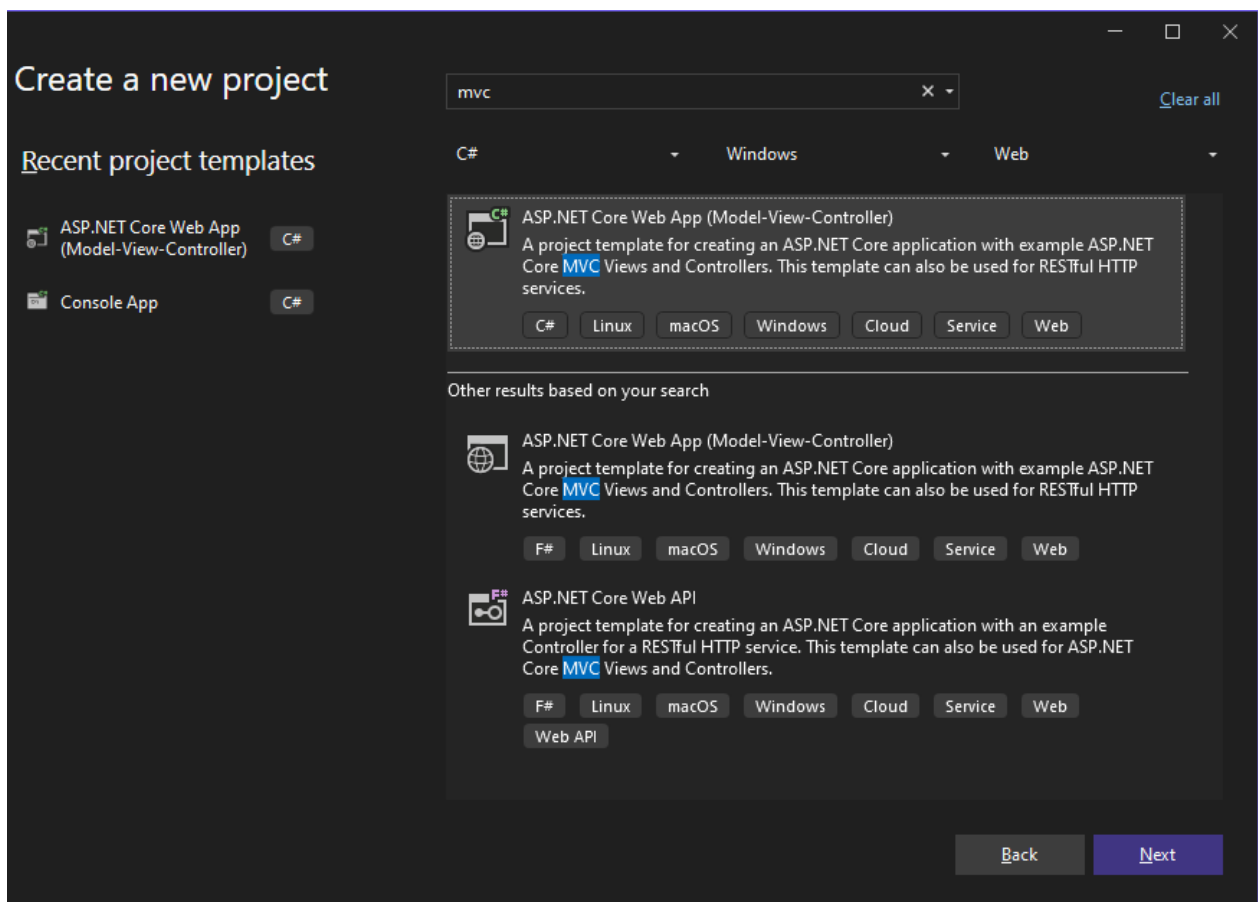 Create a new project
mvc
Clear all
Recent project templates
C#
Windows
Web
ASP.NET Core Web App
(Model-View-Controller)
C#
Console App
C#
C#
ASP.NET Core Web App (Model-View-Controller)
A project template for creating an ASP.NET Core application with example ASP.NET
Core MVC Views and Controllers. This template can also be used for RESTful HTTP
services.
C# Linux macOS Windows Cloud Service Web
Other results based on your search
ASP.NET Core Web App (Model-View-Controller)
A project template for creating an ASP.NET Core application with example ASP.NET
Core MVC Views and Controllers. This template can also be used for RESTful HTTP
services.
F# Linux macOS Windows Cloud Service Web
F#
ASP.NET Core Web API
A project template for creating an ASP.NET Core application with an example
Controller for a RESTful HTTP service. This template can also be used for ASP.NET
Core MVC Views and Controllers.
F# Linux macOS Windows Cloud Service Web
Web API
Back
Next